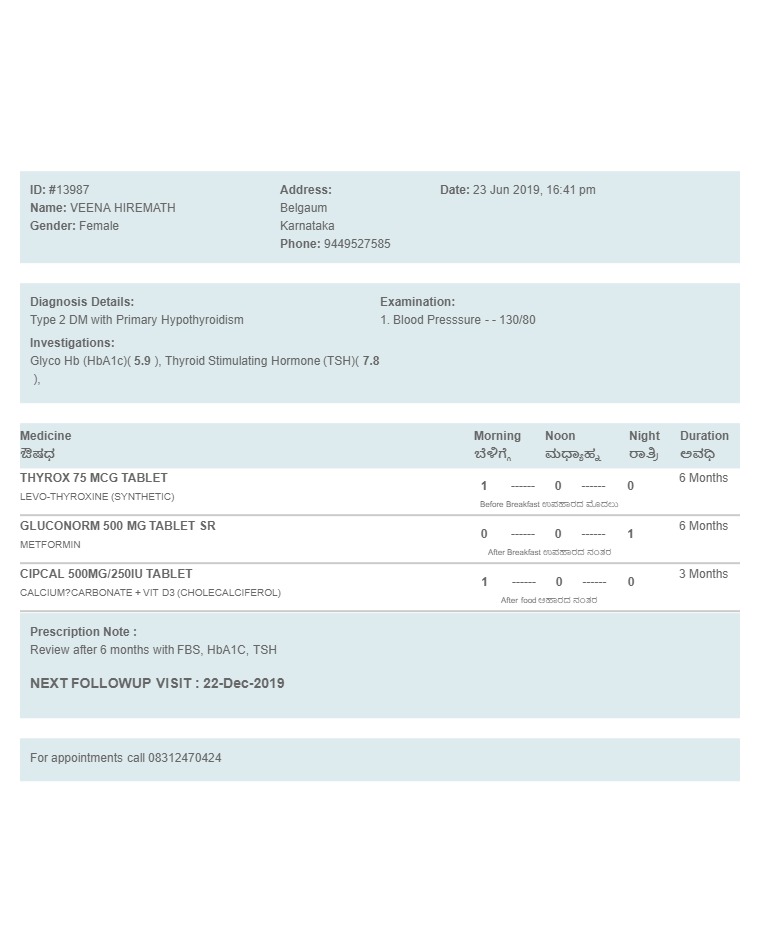 ID: #13987
Name: VEENA HIREMATH
Gender: Female
Address:
Belgaum
Karnataka
Phone: 9449527585
Date: 23 Jun 2019, 16:41 pm
Diagnosis Details:
Type 2 DM with Primary Hypothyroidism
Examination:
1. Blood Presssure - - 130/80
Investigations:
Glyco Hb (HbA1c)( 5.9 ), Thyroid Stimulating Hormone (TSH)( 7.8
),
Medicine Morning Noon Night Duration
ಔಷಧ ಬೆಳಿಗ್ಗೆ ಮಧ್ಯಾಹ್ನ ರಾತ್ರಿ ಅವಧಿ
THYROX 75 MCG TABLET 6 Months
1 ------ 0 ------ 0
LEVO-THYROXINE (SYNTHETIC)
Before Breakfast ಉಪಹಾರದ ಮೊದಲು
GLUCONORM 500 MG TABLET SR 6 Months
0 ------ 0 ------ 1
METFORMIN
After Breakfast ಉಪಹಾರದ ನಂತರ
CIPCAL 500MG/250IU TABLET 3 Months
1 ------ 0 ------ 0
CALCIUM?CARBONATE + VIT D3 (CHOLECALCIFEROL)
After food ಆಹಾರದ ನಂತರ
Prescription Note :
Review after 6 months with FBS, HbA1C, TSH
NEXT FOLLOWUP VISIT : 22-Dec-2019
For appointments call 08312470424